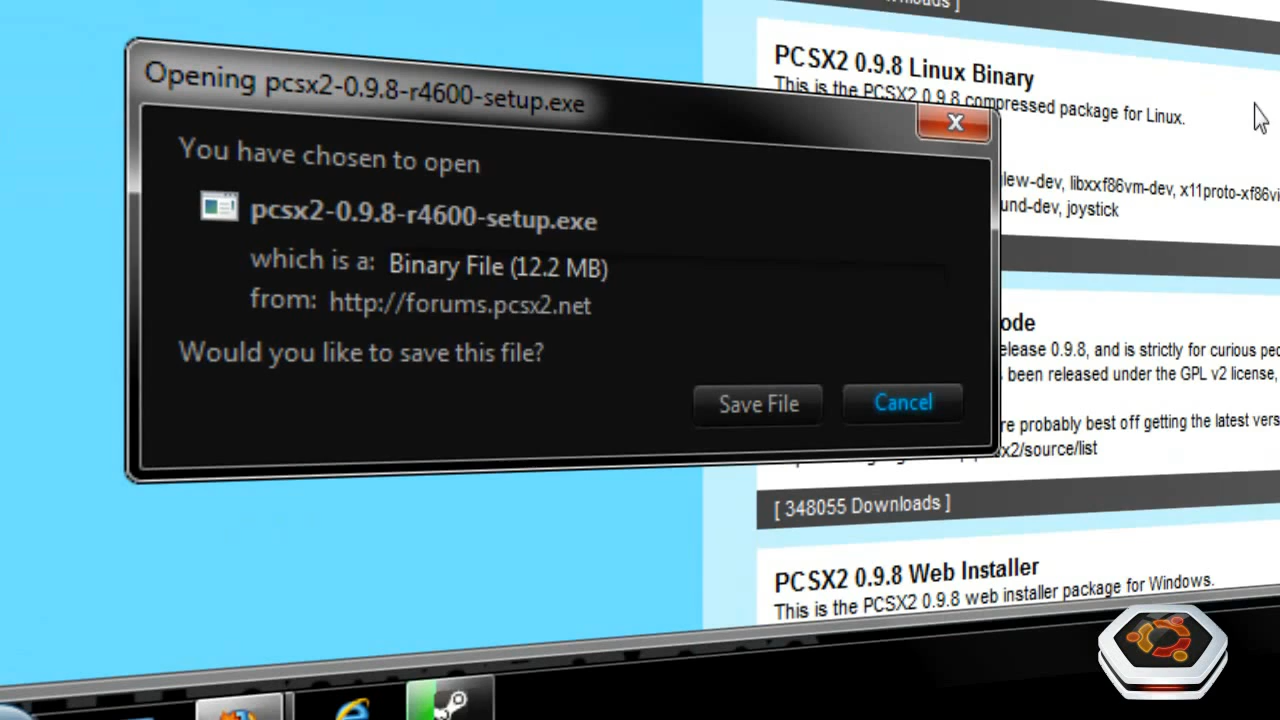 ownloads ]
PCSX2 0.9.8 Linux Binary
This is the PCSX2 0.9.8 compressed package for Linux.
Opening pcsx2-0.9.8-r4600-setup.exe
You have chosen to open
pcsx2-0.9.8-r4600-setup.exe
which is a: Binary File (12.2 MB)
from: http://forums.pcsx2.net
Would you like to save this file?
Save File
Cancel
glew-dev, libxxf86vm-dev, x11proto-xf86vi
und-dev, joystick
ode
elease 0.9.8, and is strictly for curious peo
been released under the GPL v2 license,
re probably best off getting the latest vers
x2/source/list
[ 348055 Downloads ]
PCSX2 0.9.8 Web Installer
This is the PCSX2 0.9.8 web installer package for Windows.